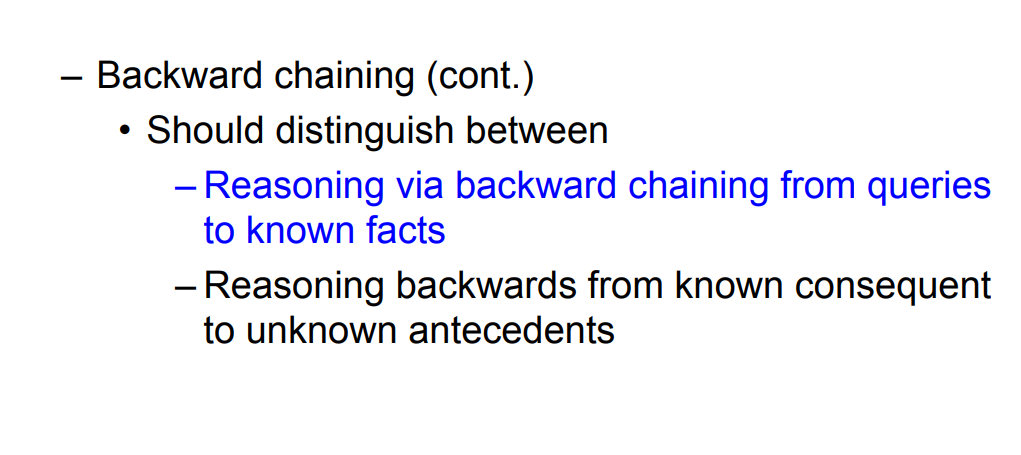 – Backward chaining (cont.)
• Should distinguish between
– Reasoning via backward chaining from queries
to known facts
– Reasoning backwards from known consequent
to unknown antecedents